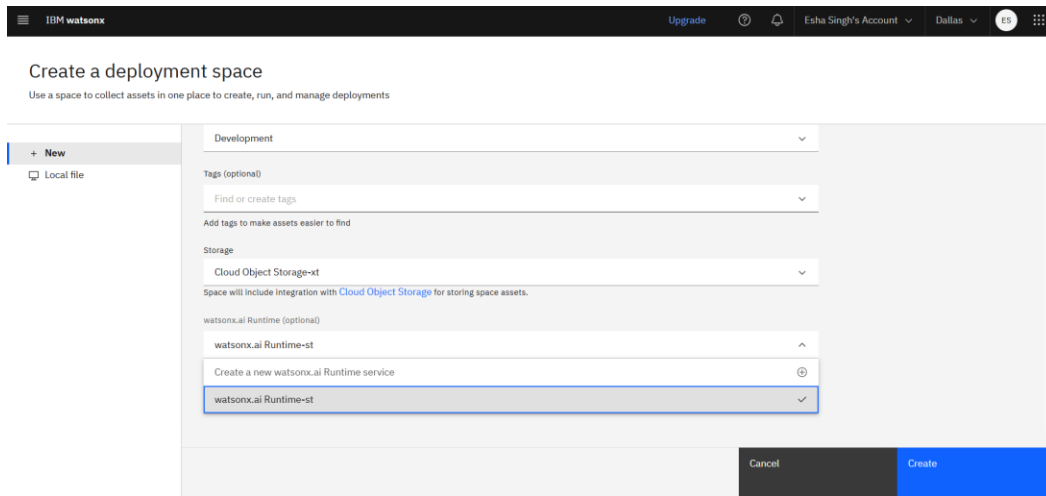 IBM watsonx Upgrade Esha Singh's Account Dallas ES
Create a deployment space
Use a space to collect assets in one place to create, run, and manage deployments
+ New
Local file
Development
Tags (optional)
Find or create tags
Add tags to make assets easier to find
Storage
Cloud Object Storage-xt
Space will include integration with Cloud Object Storage for storing space assets.
watsonx.ai Runtime (optional)
watsonx.ai Runtime-st
Create a new watsonx.ai Runtime service
watsonx.ai Runtime-st
Cancel Create